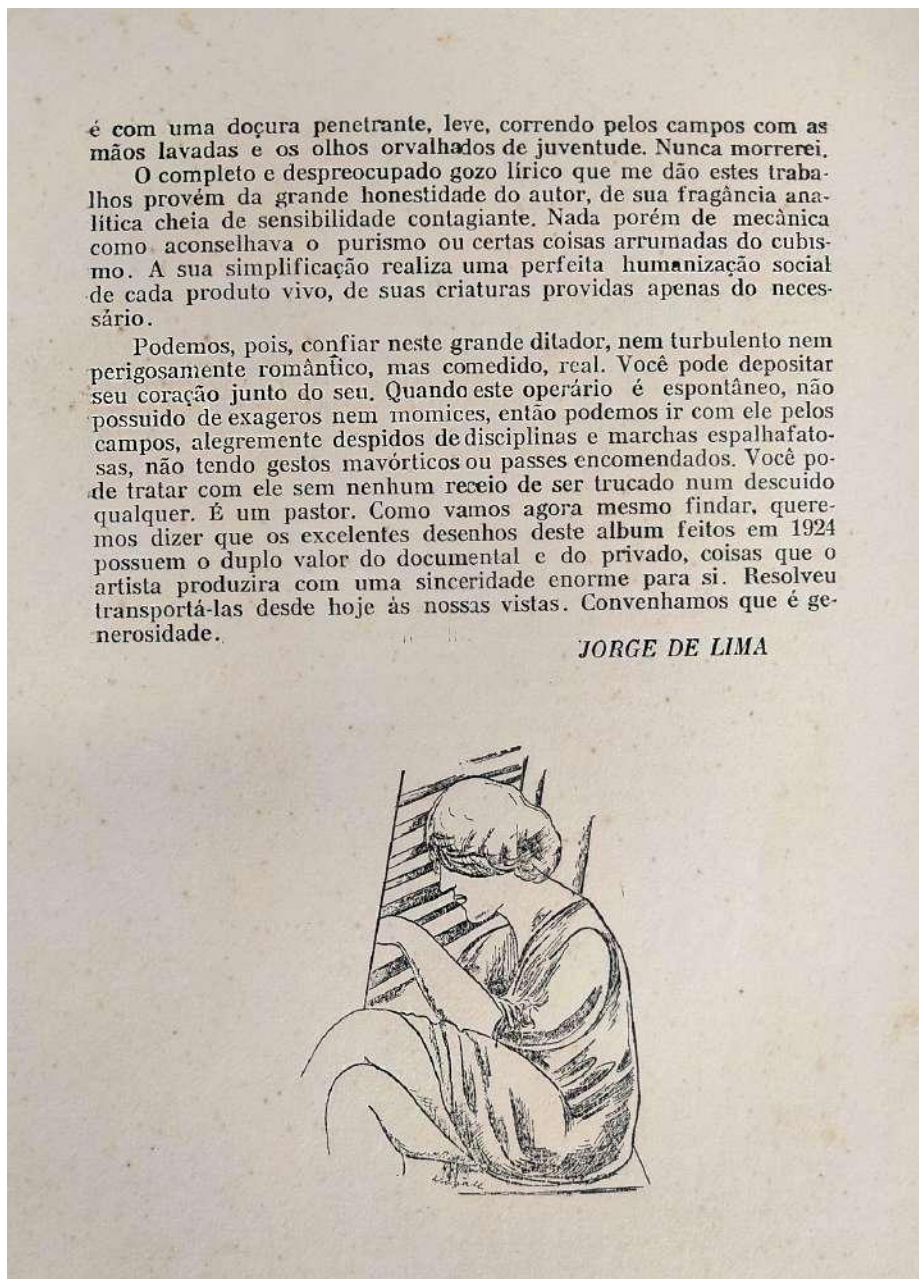 é com uma doçura penetrante, leve, correndo pelos campos com as
mãos lavadas e os olhos orvalhados de juventude. Nunca morrerei.
O completo e despreocupado gozo lírico que me dão estes traba-
lhos provém da grande honestidade do autor, de sua fragância ana-
lítica cheia de sensibilidade contagiante. Nada porém de mecânica
como aconselhava o purismo ou certas coisas arrumadas do cubis-
mo. A sua simplificação realiza uma perfeita humanização social
de cada produto vivo, de suas criaturas providas apenas do neces-
sário.
Podemos, pois, confiar neste grande ditador, nem turbulento nem
perigosamente romântico, mas comedido, real. Você pode depositar
seu coração junto do seu. Quando este operário é espontâneo, não
possuido de exageros nem momices, então podemos ir com ele pelos
campos, alegremente despidos de disciplinas e marchas espalhafato-
sas, não tendo gestos mavórticos ou passes encomendados. Você po-
de tratar com ele sem nenhum receio de ser trucado num descuido
qualquer. É um pastor. Como vamos agora mesmo findar, quere-
mos dizer que os excelentes desenhos deste album feitos em 1924
possuem o duplo valor do documental e do privado, coisas que o
artista produzira com uma sinceridade enorme para si. Resolveu
transportá-las desde hoje às nossas vistas. Convenhamos que é ge-
nerosidade.
JORGE DE LIMA